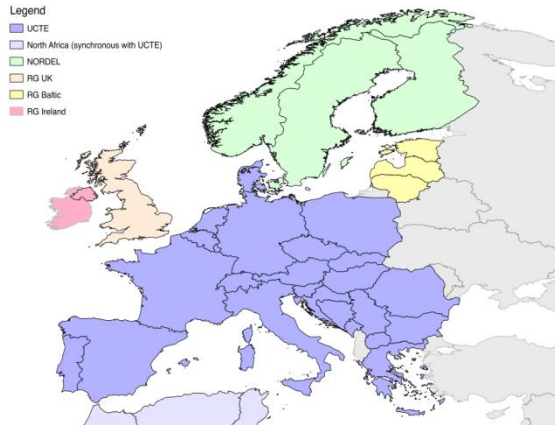 Legend
UCTE
North Africa (synchronous with UCTE)
NORDEL
RG UK
RG Baltic
RG Ireland